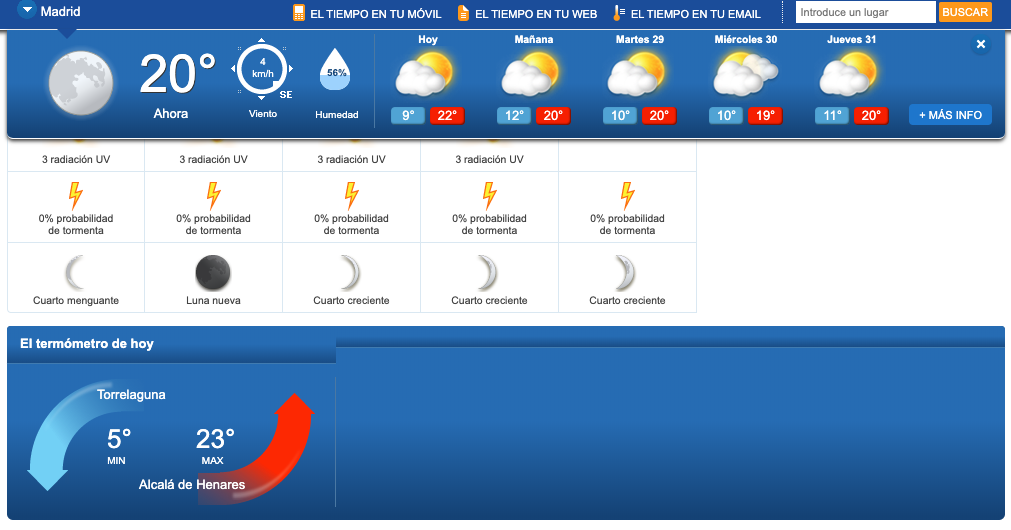 Madrid
EL TIEMPO EN TU MÓVIL
EL TIEMPO EN TU WEB
EL TIEMPO EN TU EMAIL
Introduce un lugar
BUSCAR
20°
Ahora
4
km/h
SE
Viento
56%
Humedad
Hoy
9° 22°
Mañana
12° 20°
Martes 29
10° 20°
Miércoles 30
10° 19°
Jueves 31
11° 20°
+ MÁS INFO
3 radiación UV
3 radiación UV
3 radiación UV
3 radiación UV
0% probabilidad
de tormenta
0% probabilidad
de tormenta
0% probabilidad
de tormenta
0% probabilidad
de tormenta
0% probabilidad
de tormenta
Cuarto menguante
Luna nueva
Cuarto creciente
Cuarto creciente
Cuarto creciente
El termómetro de hoy
Torrelaguna
5°
MIN
23°
MAX
Alcalá de Henares